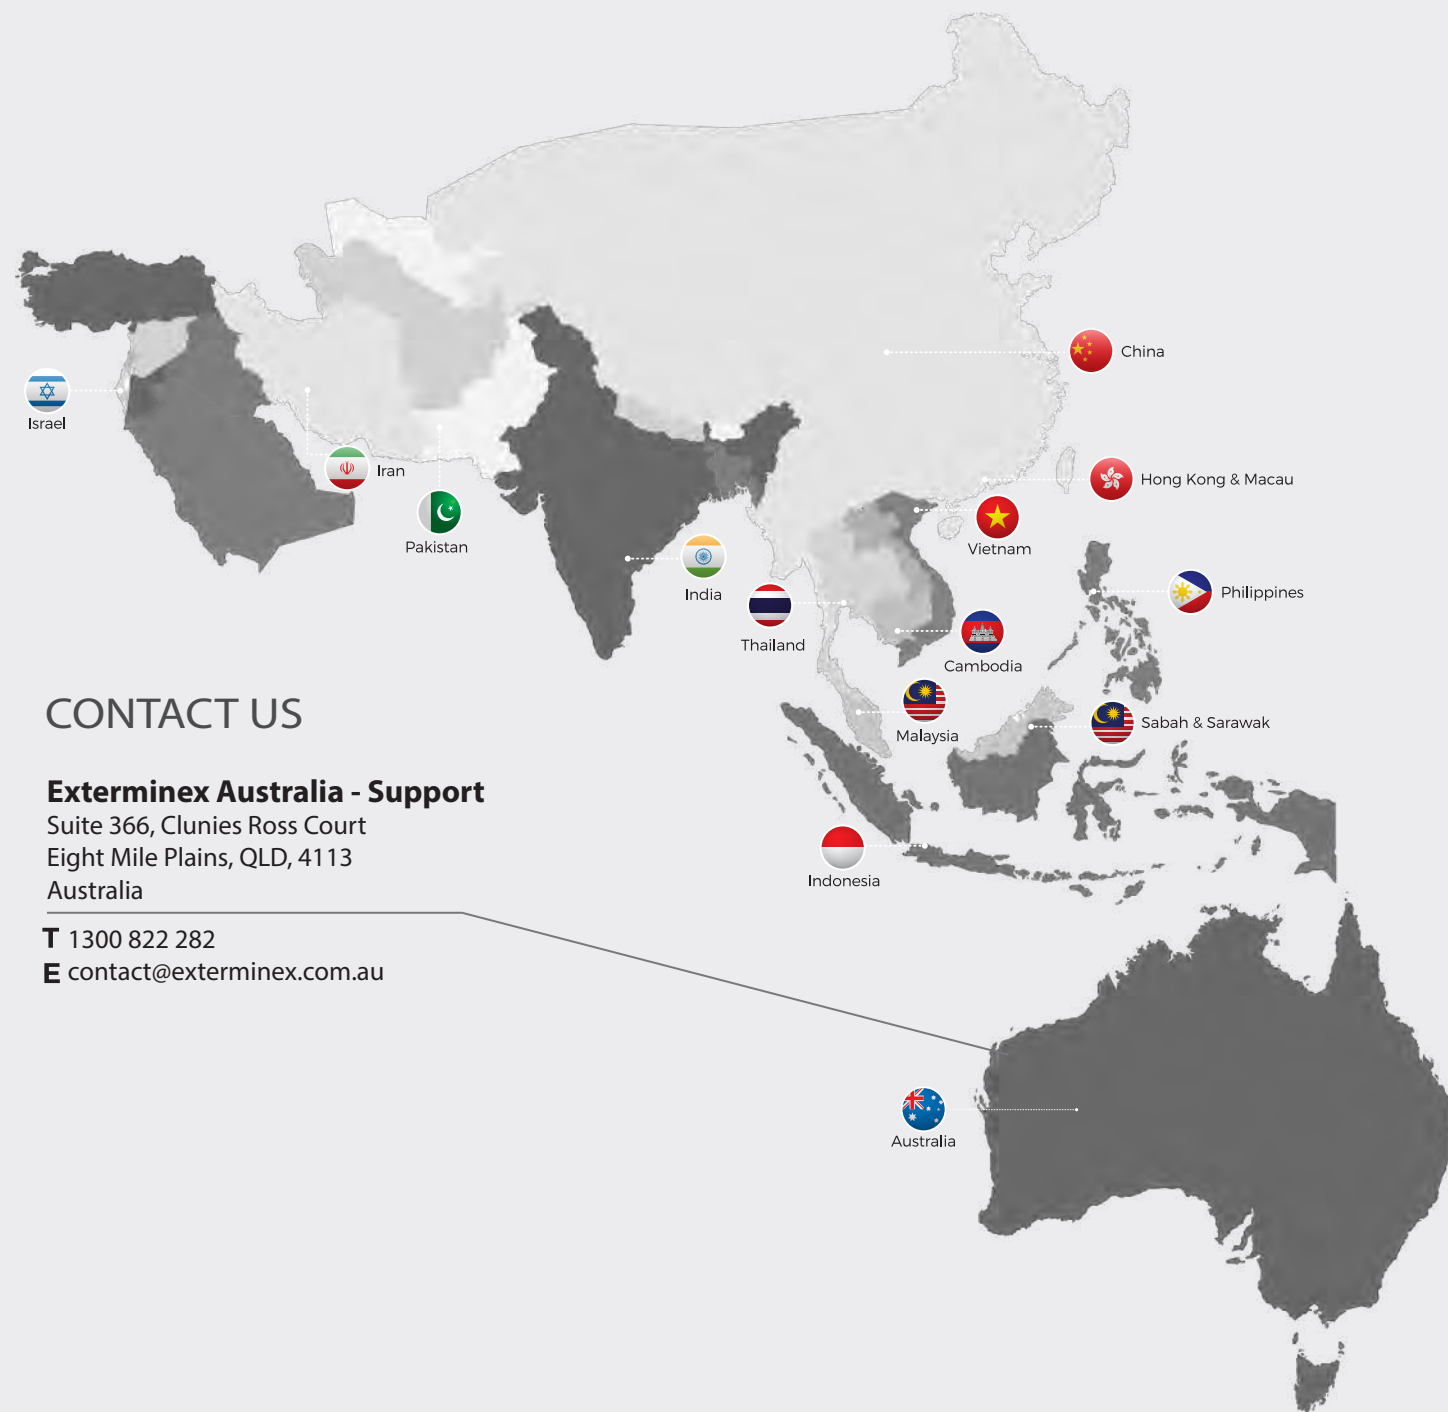 China
Israel
Iran
Hong Kong & Macau
Pakistan
Vietnam
India
Philippines
Thailand
Cambodia
Malaysia
Sabah & Sarawak
CONTACT US
Exterminex Australia - Support
Suite 366, Clunies Ross Court
Eight Mile Plains, QLD, 4113
Australia
T 1300 822 282
E contact@exterminex.com.au
Indonesia
Australia